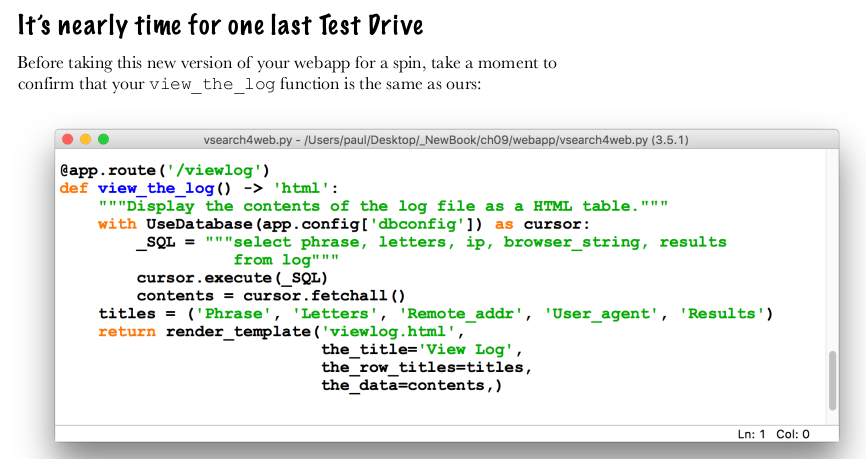 It's nearly time for one last Test Drive
Before taking this new version of your webapp for a spin, take a moment to
confirm that your view_the_log function is the same as ours:
vsearch4web.py - /Users/paul/Desktop/_NewBook/ch09/webapp/vsearch4web.py (3.5.1)
@app.route('/viewlog')
def view_the_log() -> 'html':
    """Display the contents of the log file as a HTML table."""
    with UseDatabase(app.config['dbconfig']) as cursor:
        _SQL = """select phrase, letters, ip, browser_string, results
                  from log"""
        cursor.execute(_SQL)
        contents = cursor.fetchall()
    titles = ('Phrase', 'Letters', 'Remote_addr', 'User_agent', 'Results')
    return render_template('viewlog.html',
                           the_title='View Log',
                           the_row_titles=titles,
                           the_data=contents,)
Ln: 1 Col: 0